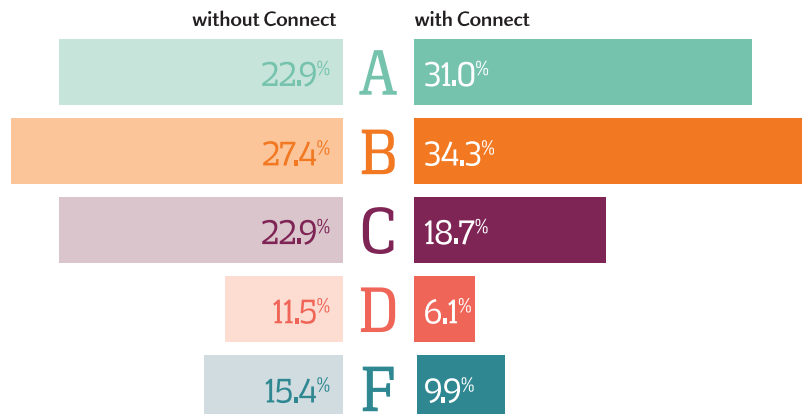 without Connect with Connect
22.9% A 31.0%
27.4% B 34.3%
22.9% C 18.7%
11.5% D 6.1%
15.4% F 9.9%